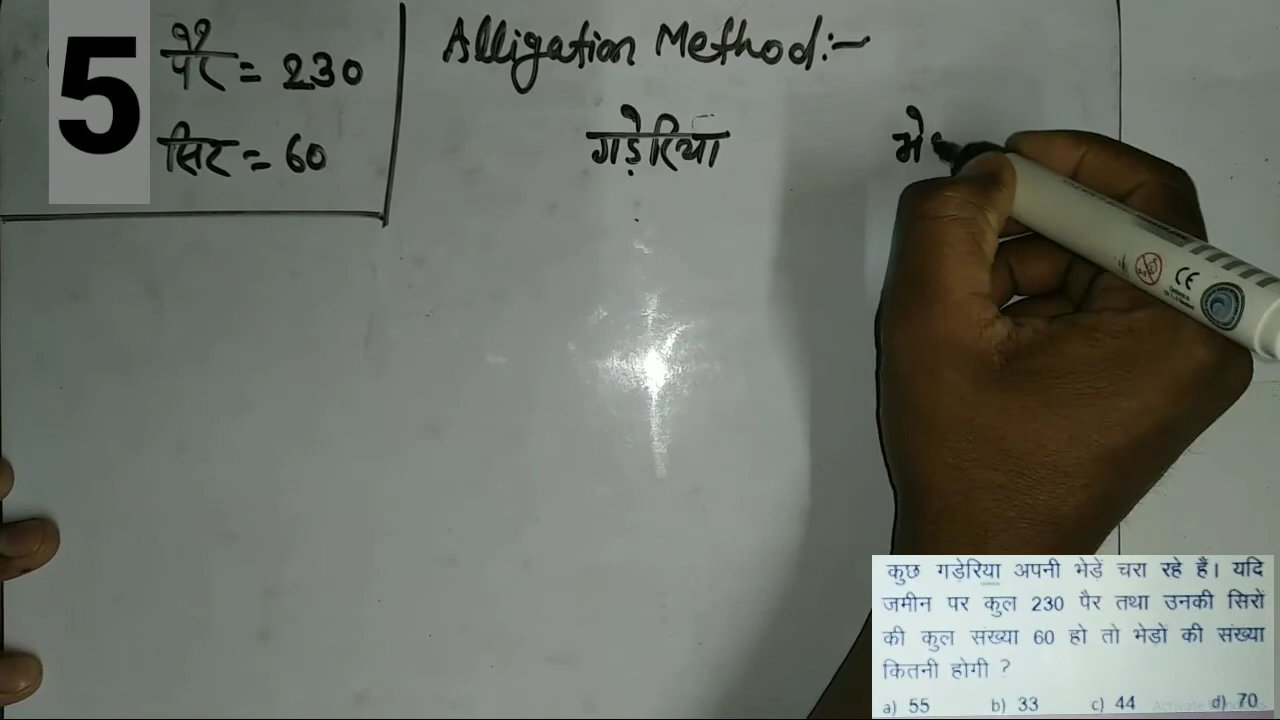 5
पैर = 230
सिर = 60
Alligation Method:-
गड़ेरिया
भे
CE
कुछ गड़ेरिया अपनी भेड़ें चरा रहे हैं। यदि
जमीन पर कुल 230 पैर तथा उनकी सिरों
की कुल संख्या 60 हो तो भेड़ों की संख्या
कितनी होगी ?
a) 55 b) 33 c) 44 d) 70